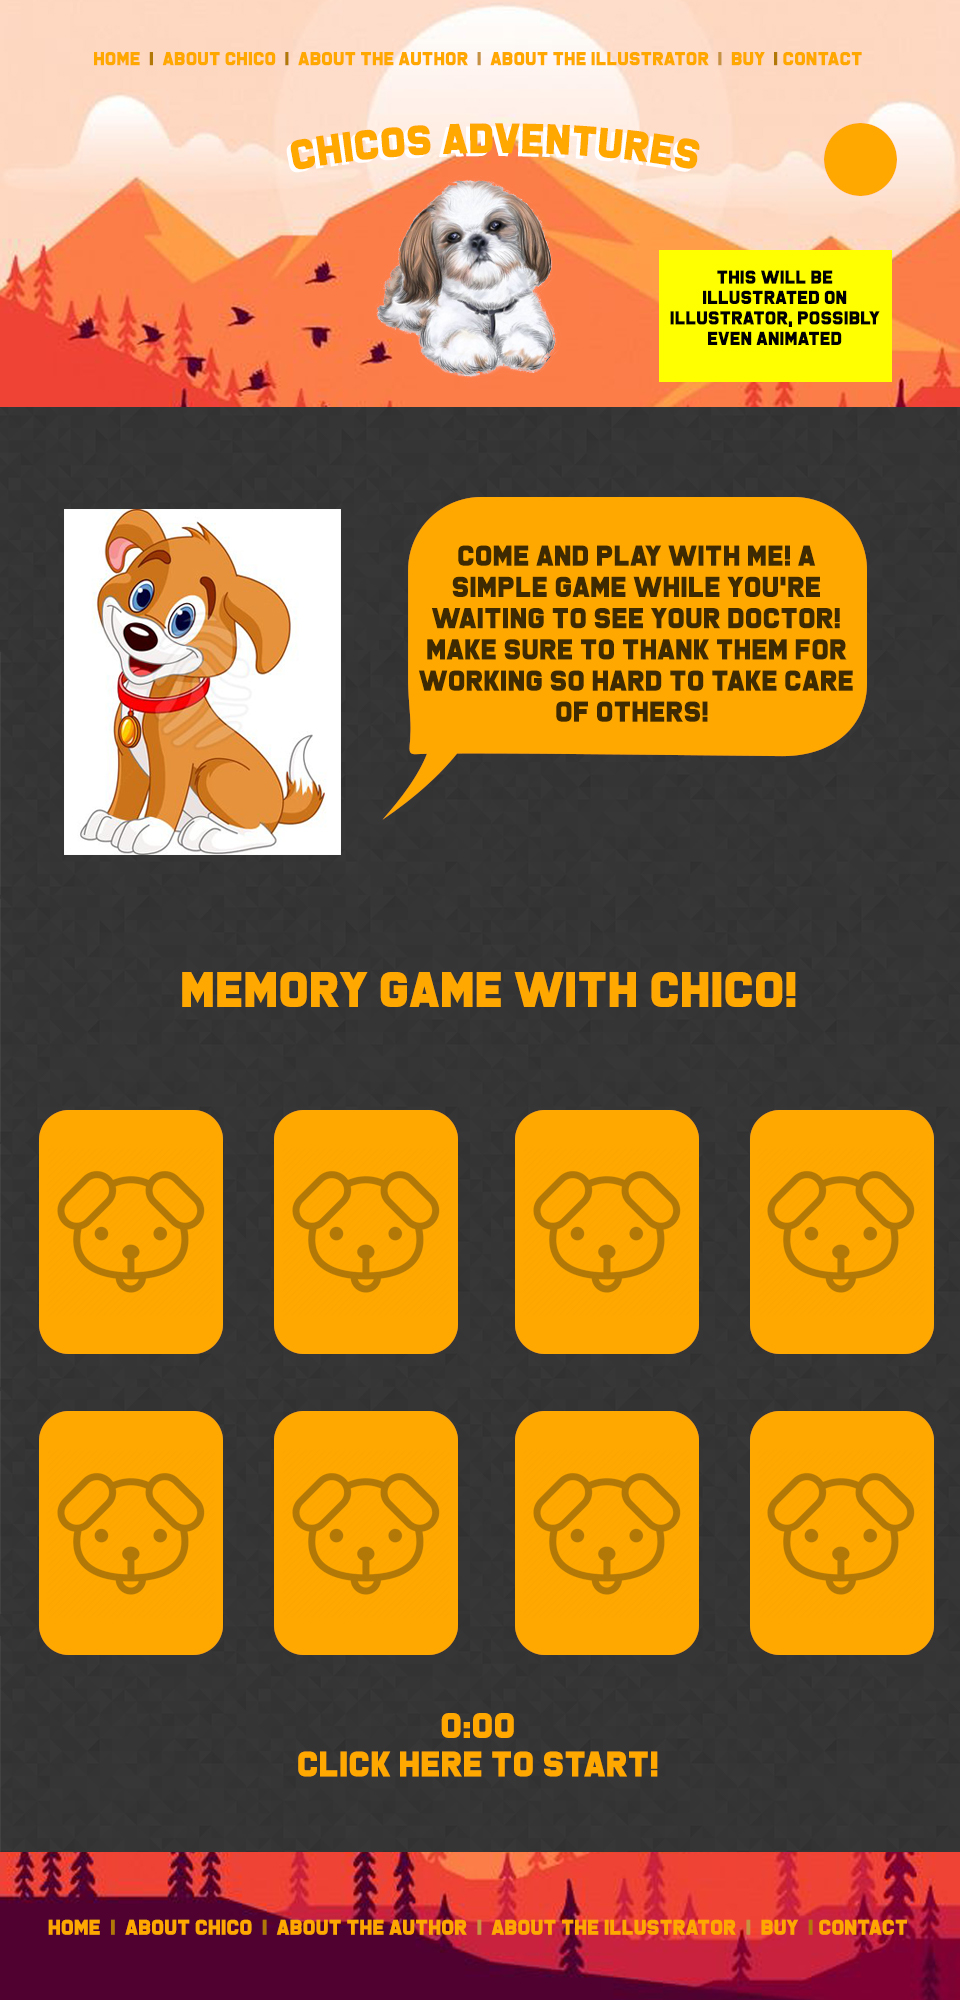 HOME I ABOUT CHICO I ABOUT THE AUTHOR I ABOUT THE ILLUSTRATOR I BUY I CONTACT
CHICOS ADVENTURES
THIS WILL BE
ILLUSTRATED ON
ILLUSTRATOR, POSSIBLY
EVEN ANIMATED
COME AND PLAY WITH ME! A
SIMPLE GAME WHILE YOU'RE
WAITING TO SEE YOUR DOCTOR!
MAKE SURE TO THANK THEM FOR
WORKING SO HARD TO TAKE CARE
OF OTHERS!
MEMORY GAME WITH CHICO!
0:00
CLICK HERE TO START!
HOME I ABOUT CHICO I ABOUT THE AUTHOR I ABOUT THE ILLUSTRATOR I BUY I CONTACT